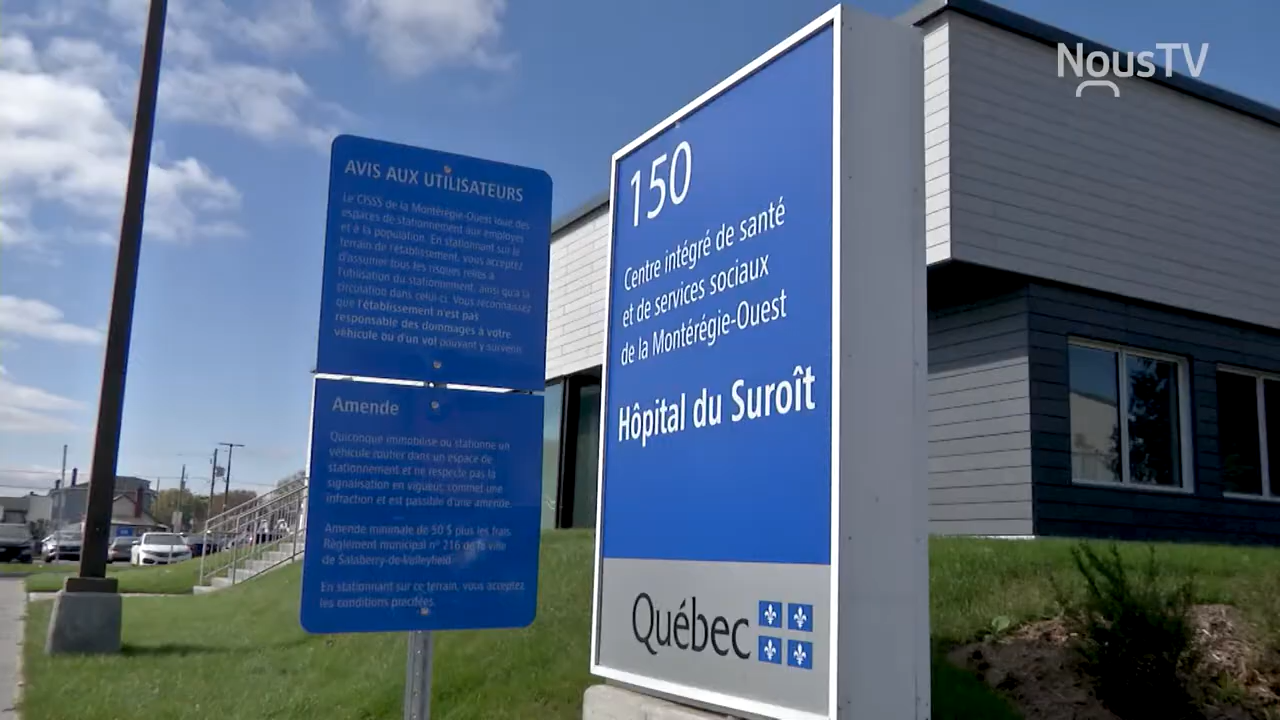 NousTV
AVIS AUX UTILISATEURS
Le CISSS de la Montérégie-Ouest loue des
espaces de stationnement aux employés
et à la population. En stationnant sur le
terrain de l'établissement, vous acceptez
d'assumer tous les risques reliés à
l'utilisation du stationnement, ainsi qu'à la
circulation dans celui-ci. Vous reconnaissez
que l'établissement n'est pas
responsable des dommages à votre
véhicule ou d'un vol pouvant y survenir.
Amende
Quiconque immobilise ou stationne un
véhicule routier dans un espace de
stationnement et ne respecte pas la
signalisation en vigueur, commet une
infraction et est passible d'une amende.
Amende minimale de 50 $ plus les frais.
Règlement municipal nº 216 de la ville
de Salaberry-de-Valleyfield
En stationnant sur ce terrain, vous acceptez
les conditions précitées.
150
Centre intégré de santé
et de services sociaux
de la Montérégie-Ouest
Hôpital du Suroît
Québec